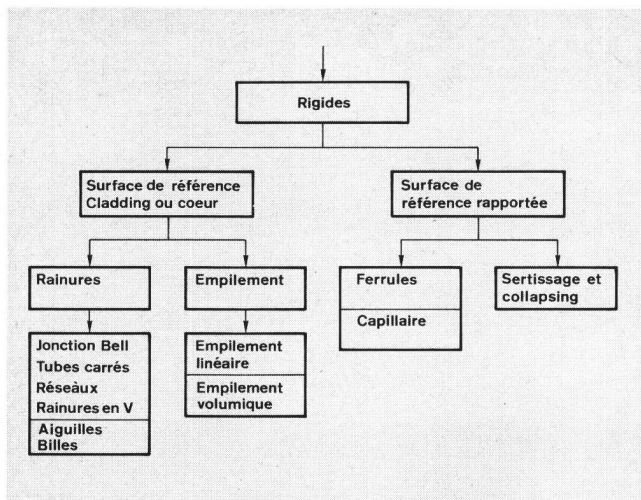 Rigides
Surface de référence
Cladding ou coeur
Surface de
référence rapportée
Rainures
Empilement
Ferrules
Capillaire
Sertissage et
collapsing
Jonction Bell
Tubes carrés
Réseàux
Rainures en V
Aiguilles
Billes
Empilement
linéaire
Empilement
volumique